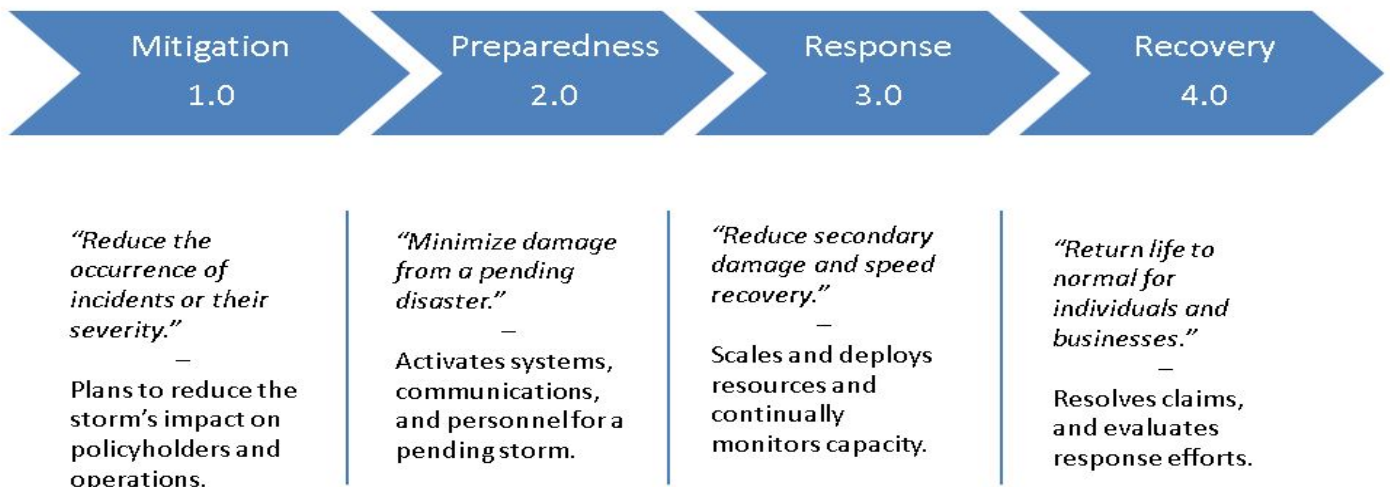 Mitigation
1.0
Preparedness
2.0
Response
3.0
Recovery
4.0
“Reduce the
occurrence of
incidents or their
severity.”
–
Plans to reduce the
storm’s impact on
policyholders and
operations.
“Minimize damage
from a pending
disaster.”
–
Activates systems,
communications,
and personnel for a
pending storm.
“Reduce secondary
damage and speed
recovery.”
–
Scales and deploys
resources and
continually
monitors capacity.
“Return life to
normal for
individuals and
businesses.”
–
Resolves claims,
and evaluates
response efforts.